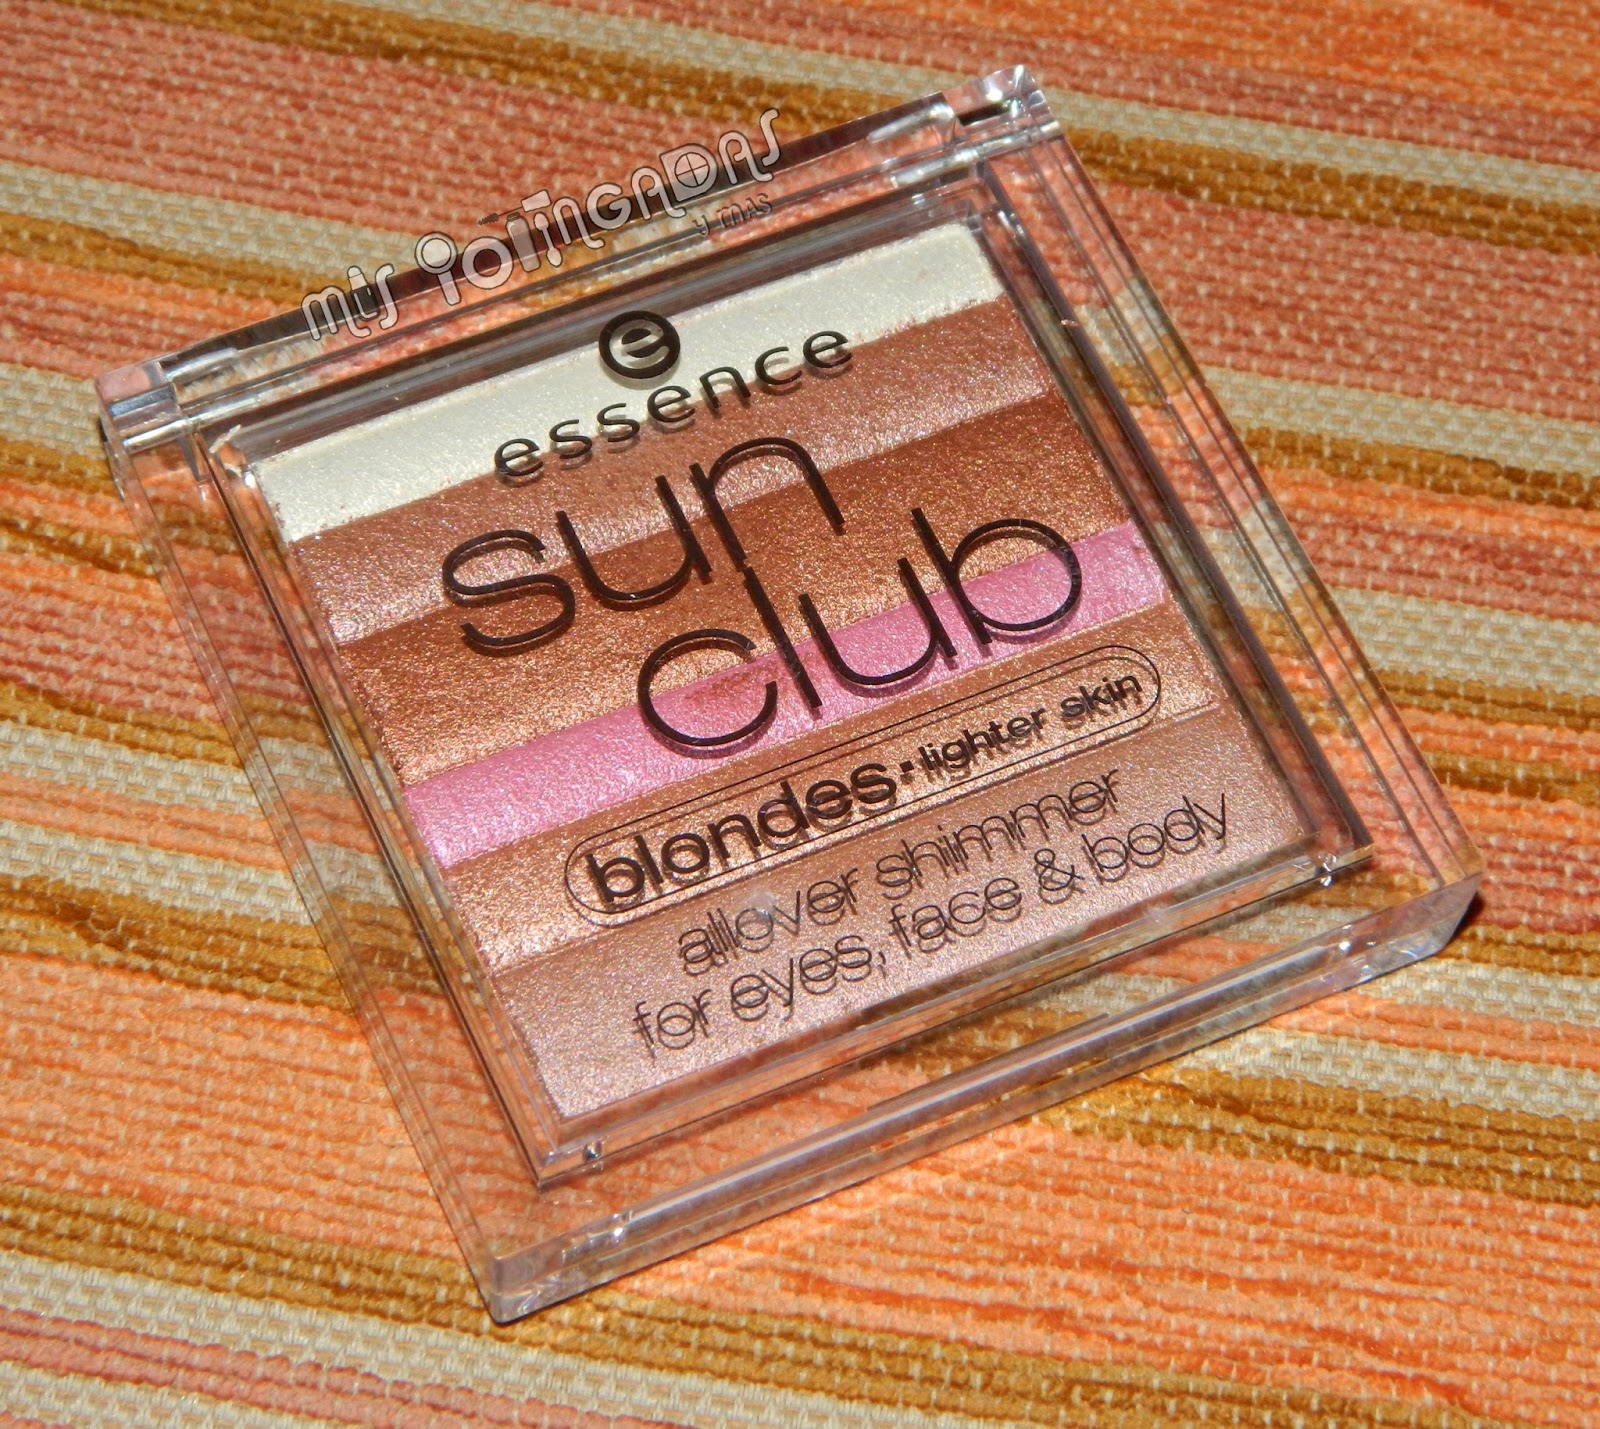 mis potingadas
y mas
e
essence
sun
club
blondes · lighter skin
allover shimmer
for eyes, face & body